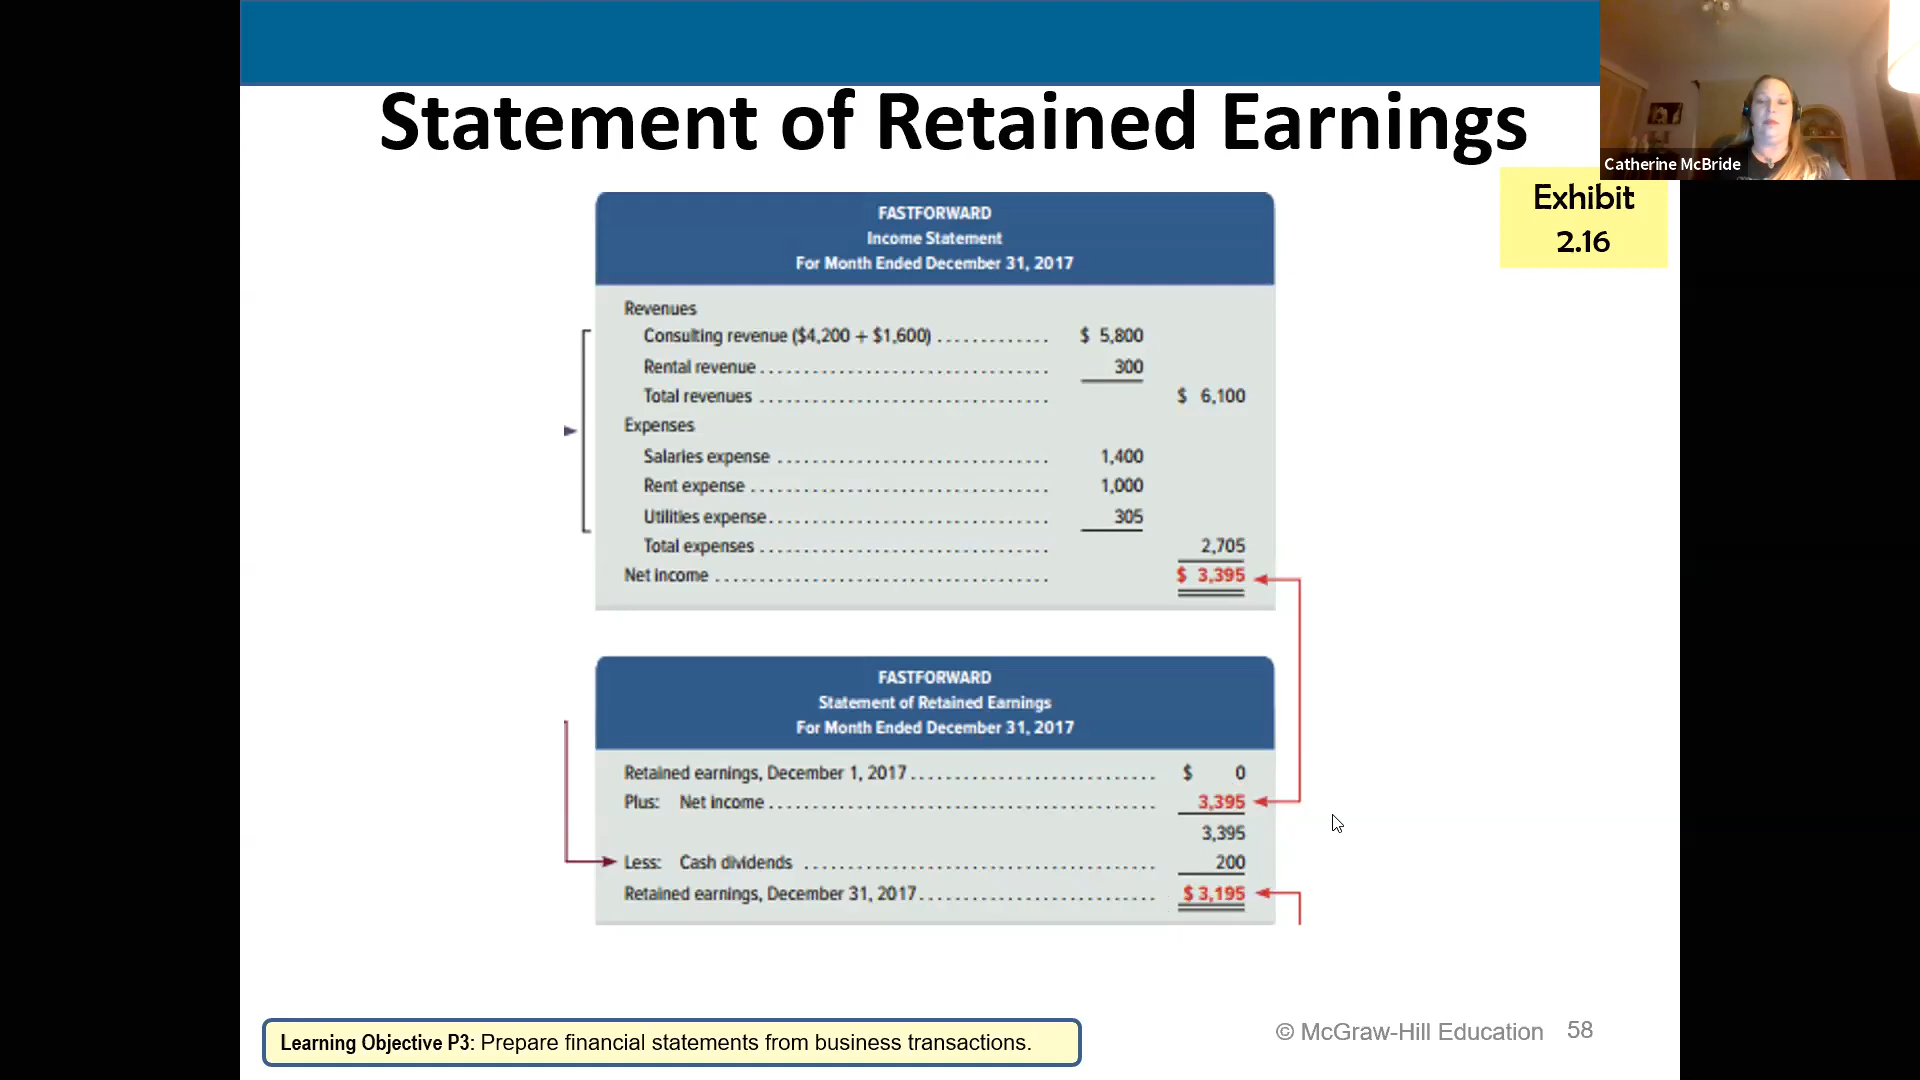 Statement of Retained Earnings
Catherine McBride
Exhibit
2.16
FASTFORWARD
Income Statement
For Month Ended December 31, 2017
Revenues
Consulting revenue ($4,200 + $1,600) ............. $ 5,800
Rental revenue ................................. 300
Total revenues ................................. $ 6,100
Expenses
Salaries expense ............................... 1,400
Rent expense .................................. 1,000
Utilities expense ................................ 305
Total expenses ................................. 2,705
Net income ...................................... $ 3,395
FASTFORWARD
Statement of Retained Earnings
For Month Ended December 31, 2017
Retained earnings, December 1, 2017 ............................ $ 0
Plus: Net income ............................................ 3,395
3,395
Less: Cash dividends ........................................ 200
Retained earnings, December 31, 2017 ........................... $ 3,195
Learning Objective P3: Prepare financial statements from business transactions.
© McGraw-Hill Education 58